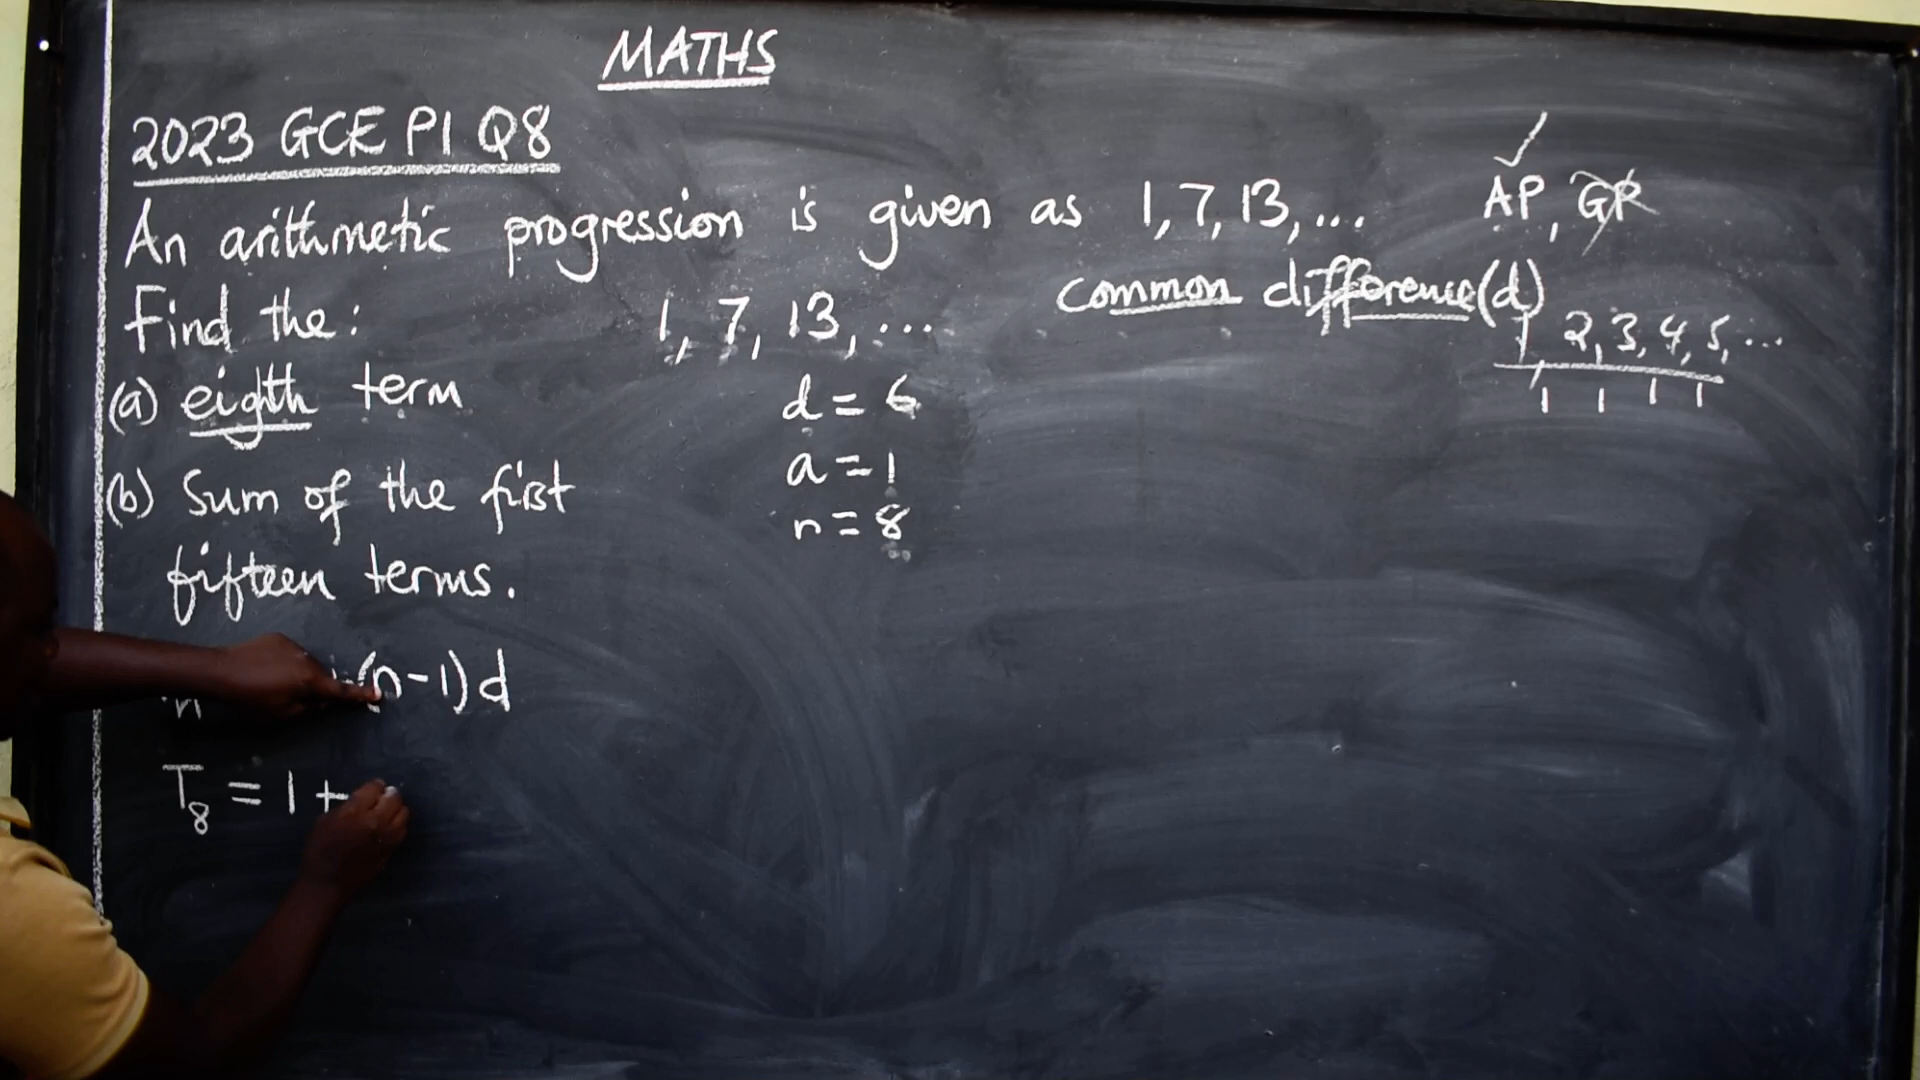 MATHS
2023 GCE P1 Q8
An arithmetic progression is given as 1, 7, 13, ...
AP, GP
Find the:
1, 7, 13, ...
common difference (d)
1, 2, 3, 4, 5, ...
1 1 1 1
(a) eighth term
d = 6
a = 1
n = 8
(b) Sum of the first
fifteen terms.
n (n-1)d
T8 = 1 +